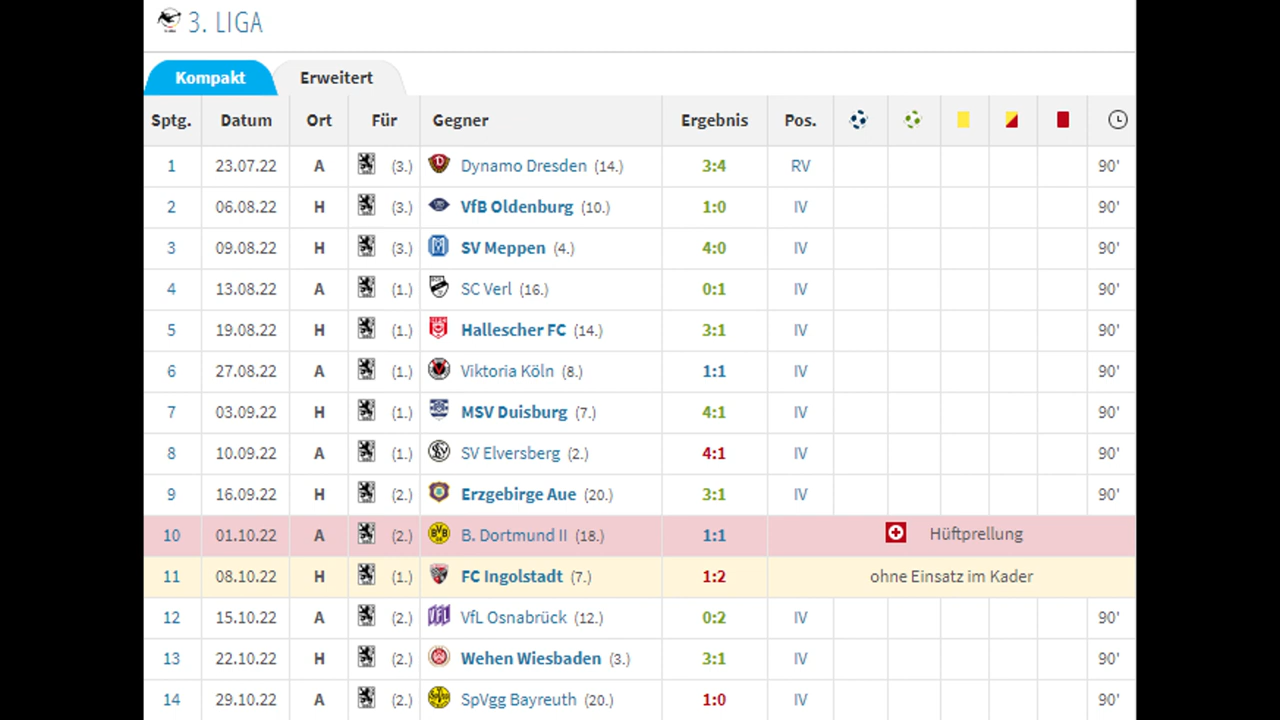 3. LIGA
Kompakt Erweitert
Sptg. Datum Ort Für Gegner Ergebnis Pos.
1 23.07.22 A (3.) Dynamo Dresden (14.) 3:4 RV 90'
2 06.08.22 H (3.) VfB Oldenburg (10.) 1:0 IV 90'
3 09.08.22 H (3.) SV Meppen (4.) 4:0 IV 90'
4 13.08.22 A (1.) SC Verl (16.) 0:1 IV 90'
5 19.08.22 H (1.) Hallescher FC (14.) 3:1 IV 90'
6 27.08.22 A (1.) Viktoria Köln (8.) 1:1 IV 90'
7 03.09.22 H (1.) MSV Duisburg (7.) 4:1 IV 90'
8 10.09.22 A (1.) SV Elversberg (2.) 4:1 IV 90'
9 16.09.22 H (2.) Erzgebirge Aue (20.) 3:1 IV 90'
10 01.10.22 A (2.) B. Dortmund II (18.) 1:1 Hüftprellung
11 08.10.22 H (1.) FC Ingolstadt (7.) 1:2 ohne Einsatz im Kader
12 15.10.22 A (2.) VfL Osnabrück (12.) 0:2 IV 90'
13 22.10.22 H (2.) Wehen Wiesbaden (3.) 3:1 IV 90'
14 29.10.22 A (2.) SpVgg Bayreuth (20.) 1:0 IV 90'